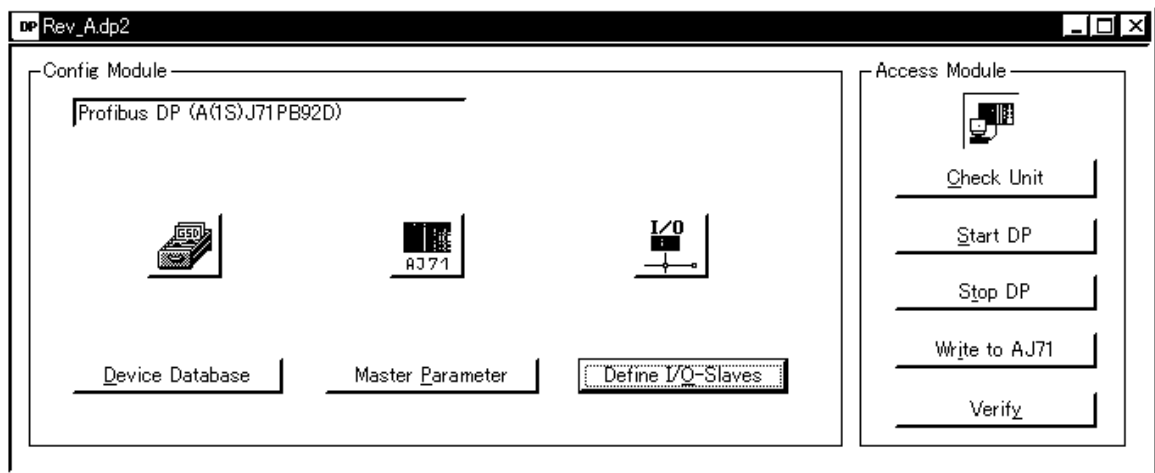 DP Rev_A.dp2
Config Module
Profibus DP (A(1S)J71PB92D)
GSD
AJ71
I/O
Device Database
Master Parameter
Define I/O-Slaves
Access Module
Check Unit
Start DP
Stop DP
Write to AJ71
Verify